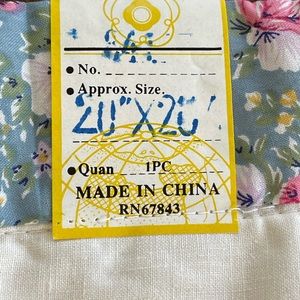 No.
Approx. Size.
20"X20"
Quan 1PC
MADE IN CHINA
RN67843